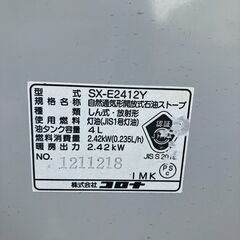 型式 SX-E2412Y
規格名称 自然通気形開放式石油ストーブ
種類 しん式・放射形
使用燃料 灯油(JIS1号灯油)
燃料消費量 2.42kW(0.235L/h)
油タンク容量 4L
暖房出力 2.42kW
NO. 1211218
認証
JIS S 2019
IMK
PSC
株式会社コロナ